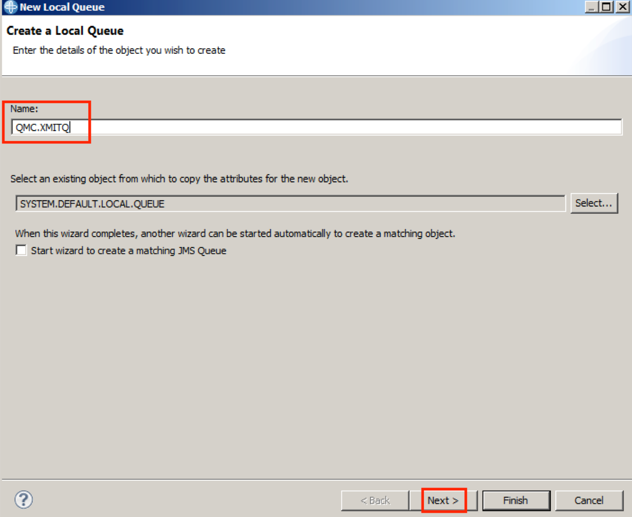 New Local Queue
Create a Local Queue
Enter the details of the object you wish to create
Name:
QMC.XMITQ
Select an existing object from which to copy the attributes for the new object.
SYSTEM.DEFAULT.LOCAL.QUEUE
Select...
When this wizard completes, another wizard can be started automatically to create a matching object.
Start wizard to create a matching JMS Queue
?
< Back
Next >
Finish
Cancel